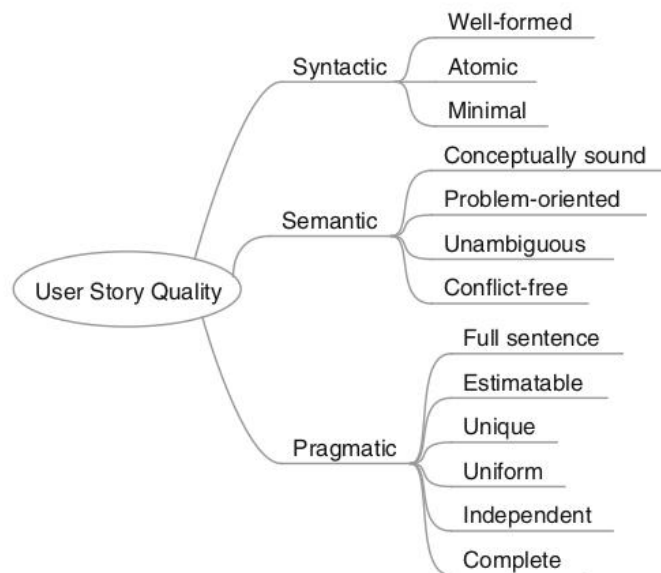 Well-formed
Syntactic
Atomic
Minimal
Conceptually sound
Problem-oriented
Semantic
Unambiguous
User Story Quality
Conflict-free
Full sentence
Estimatable
Unique
Pragmatic
Uniform
Independent
Complete